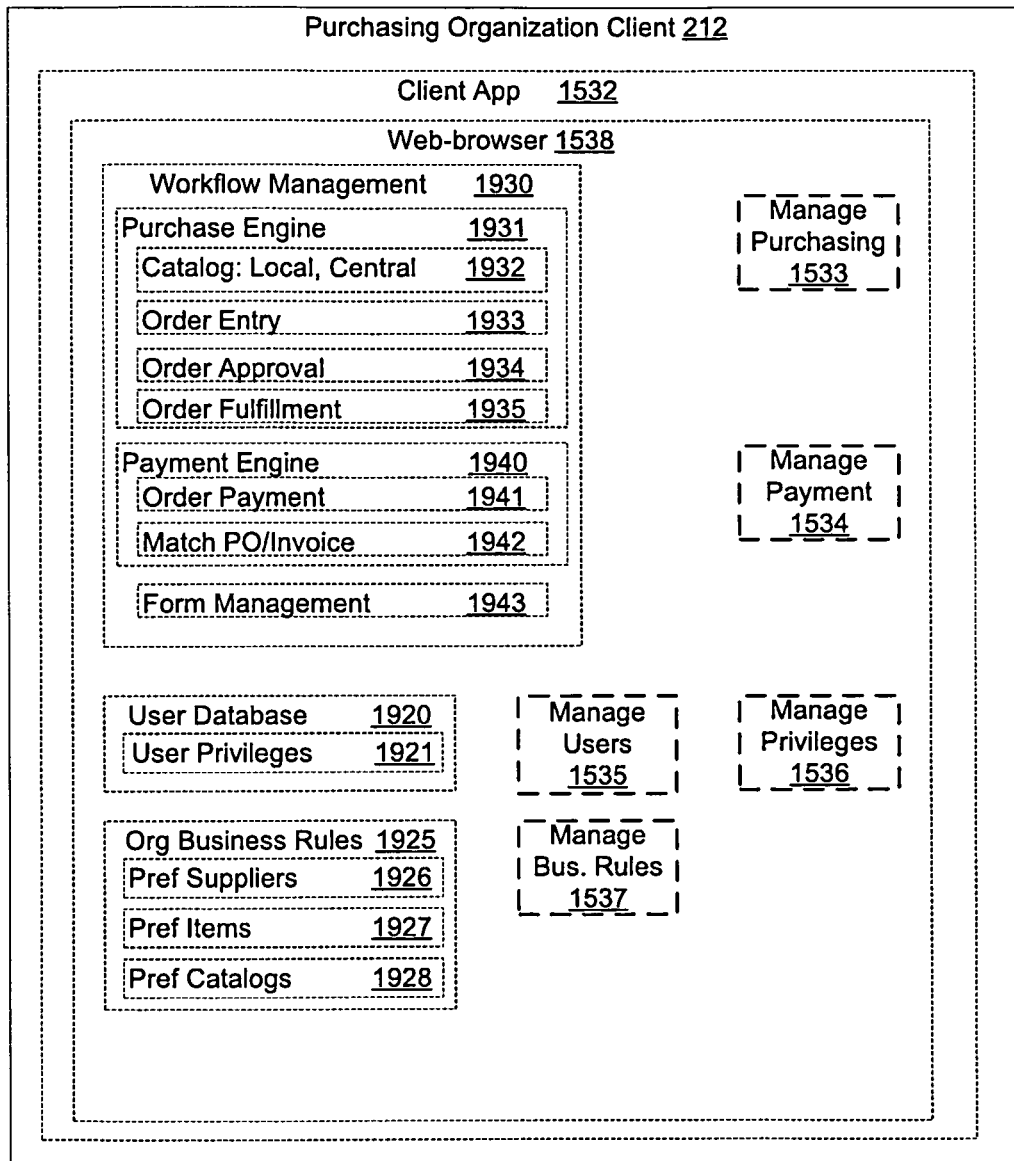 Purchasing Organization Client 212
Client App 1532
Web-browser 1538
Workflow Management 1930
Purchase Engine 1931
Catalog: Local, Central 1932
Order Entry 1933
Order Approval 1934
Order Fulfillment 1935
Payment Engine 1940
Order Payment 1941
Match PO/Invoice 1942
Form Management 1943
Manage
Purchasing
1533
Manage
Payment
1534
User Database 1920
User Privileges 1921
Manage
Users
1535
Manage
Privileges
1536
Org Business Rules 1925
Pref Suppliers 1926
Pref Items 1927
Pref Catalogs 1928
Manage
Bus. Rules
1537